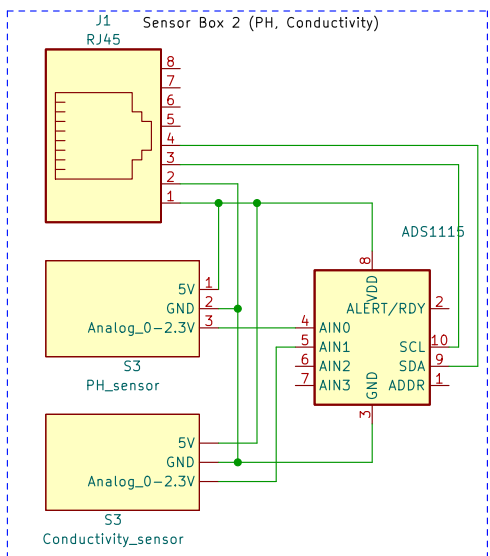 Sensor Box 2 (PH, Conductivity)
J1
RJ45
8
7
6
5
4
3
2
1
ADS1115
8
VDD
ALERT/RDY 2
4 AIN0
5 AIN1
6 AIN2
7 AIN3
SCL 10
SDA 9
ADDR 1
GND
3
5V 1
GND 2
Analog_0-2.3V 3
S3
PH_sensor
5V
GND
Analog_0-2.3V
S3
Conductivity_sensor